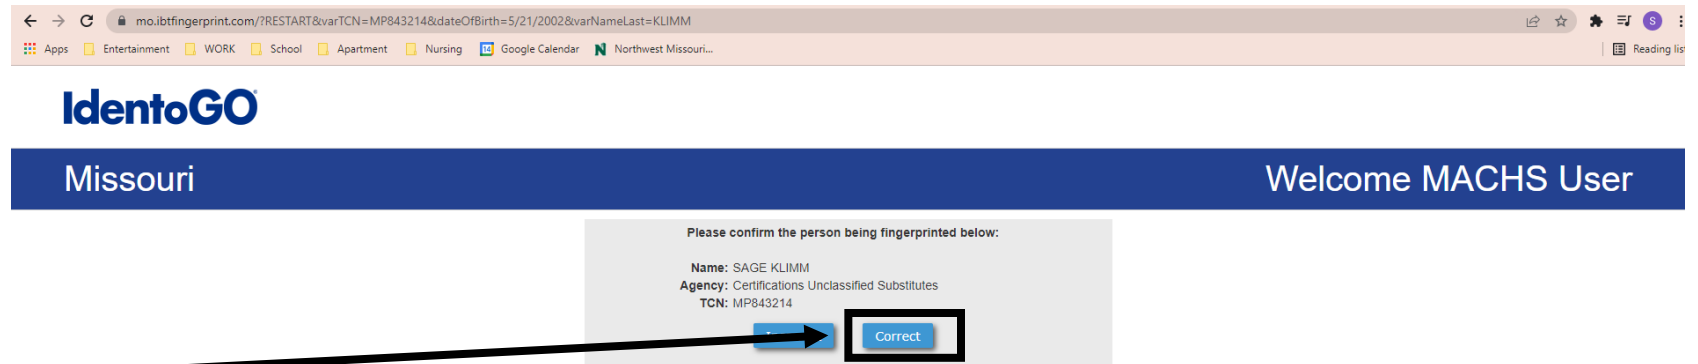 mo.ibtfingerprint.com/?RESTART&varTCN=MP843214&dateOfBirth=5/21/2002&varNameLast=KLIMM
S
Apps Entertainment WORK School Apartment Nursing 14 Google Calendar N Northwest Missouri... Reading list
IdentoGO
Missouri Welcome MACHS User
Please confirm the person being fingerprinted below:
Name: SAGE KLIMM
Agency: Certifications Unclassified Substitutes
TCN: MP843214
Correct